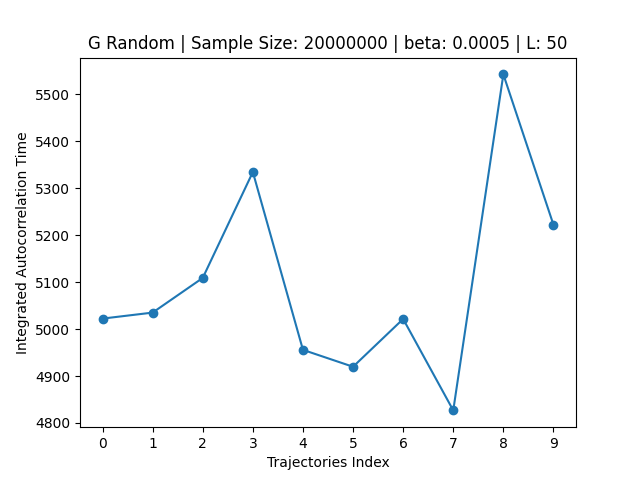 G Random | Sample Size: 20000000 | beta: 0.0005 | L: 50
Integrated Autocorrelation Time
5500
5400
5300
5200
5100
5000
4900
4800
0 1 2 3 4 5 6 7 8 9
Trajectories Index